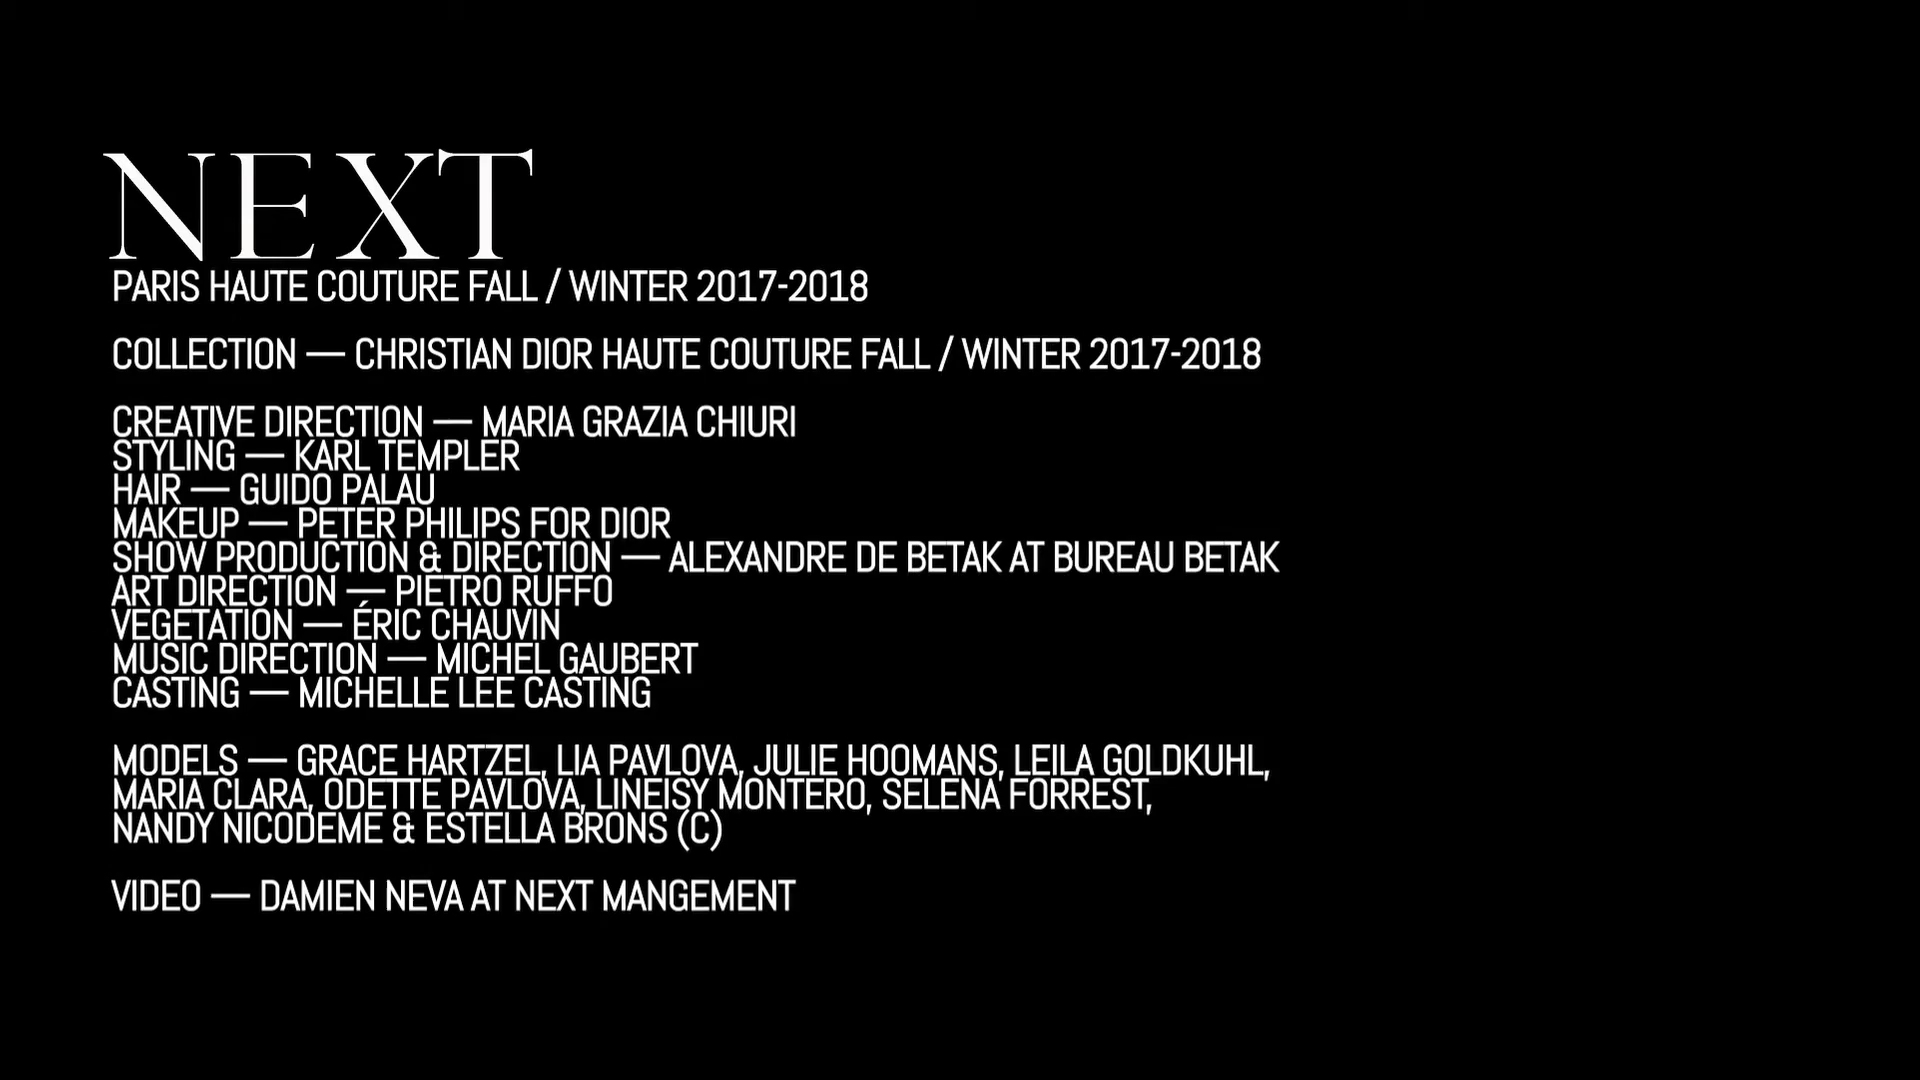 NEXT
PARIS HAUTE COUTURE FALL / WINTER 2017-2018
COLLECTION — CHRISTIAN DIOR HAUTE COUTURE FALL / WINTER 2017-2018
CREATIVE DIRECTION — MARIA GRAZIA CHIURI
STYLING — KARL TEMPLER
HAIR — GUIDO PALAU
MAKEUP — PETER PHILIPS FOR DIOR
SHOW PRODUCTION & DIRECTION — ALEXANDRE DE BETAK AT BUREAU BETAK
ART DIRECTION — PIETRO RUFFO
VEGETATION — ÉRIC CHAUVIN
MUSIC DIRECTION — MICHEL GAUBERT
CASTING — MICHELLE LEE CASTING
MODELS — GRACE HARTZEL, LIA PAVLOVA, JULIE HOOMANS, LEILA GOLDKUHL,
MARIA CLARA, ODETTE PAVLOVA, LINEISY MONTERO, SELENA FORREST,
NANDY NICODEME & ESTELLA BRONS (C)
VIDEO — DAMIEN NEVA AT NEXT MANGEMENT